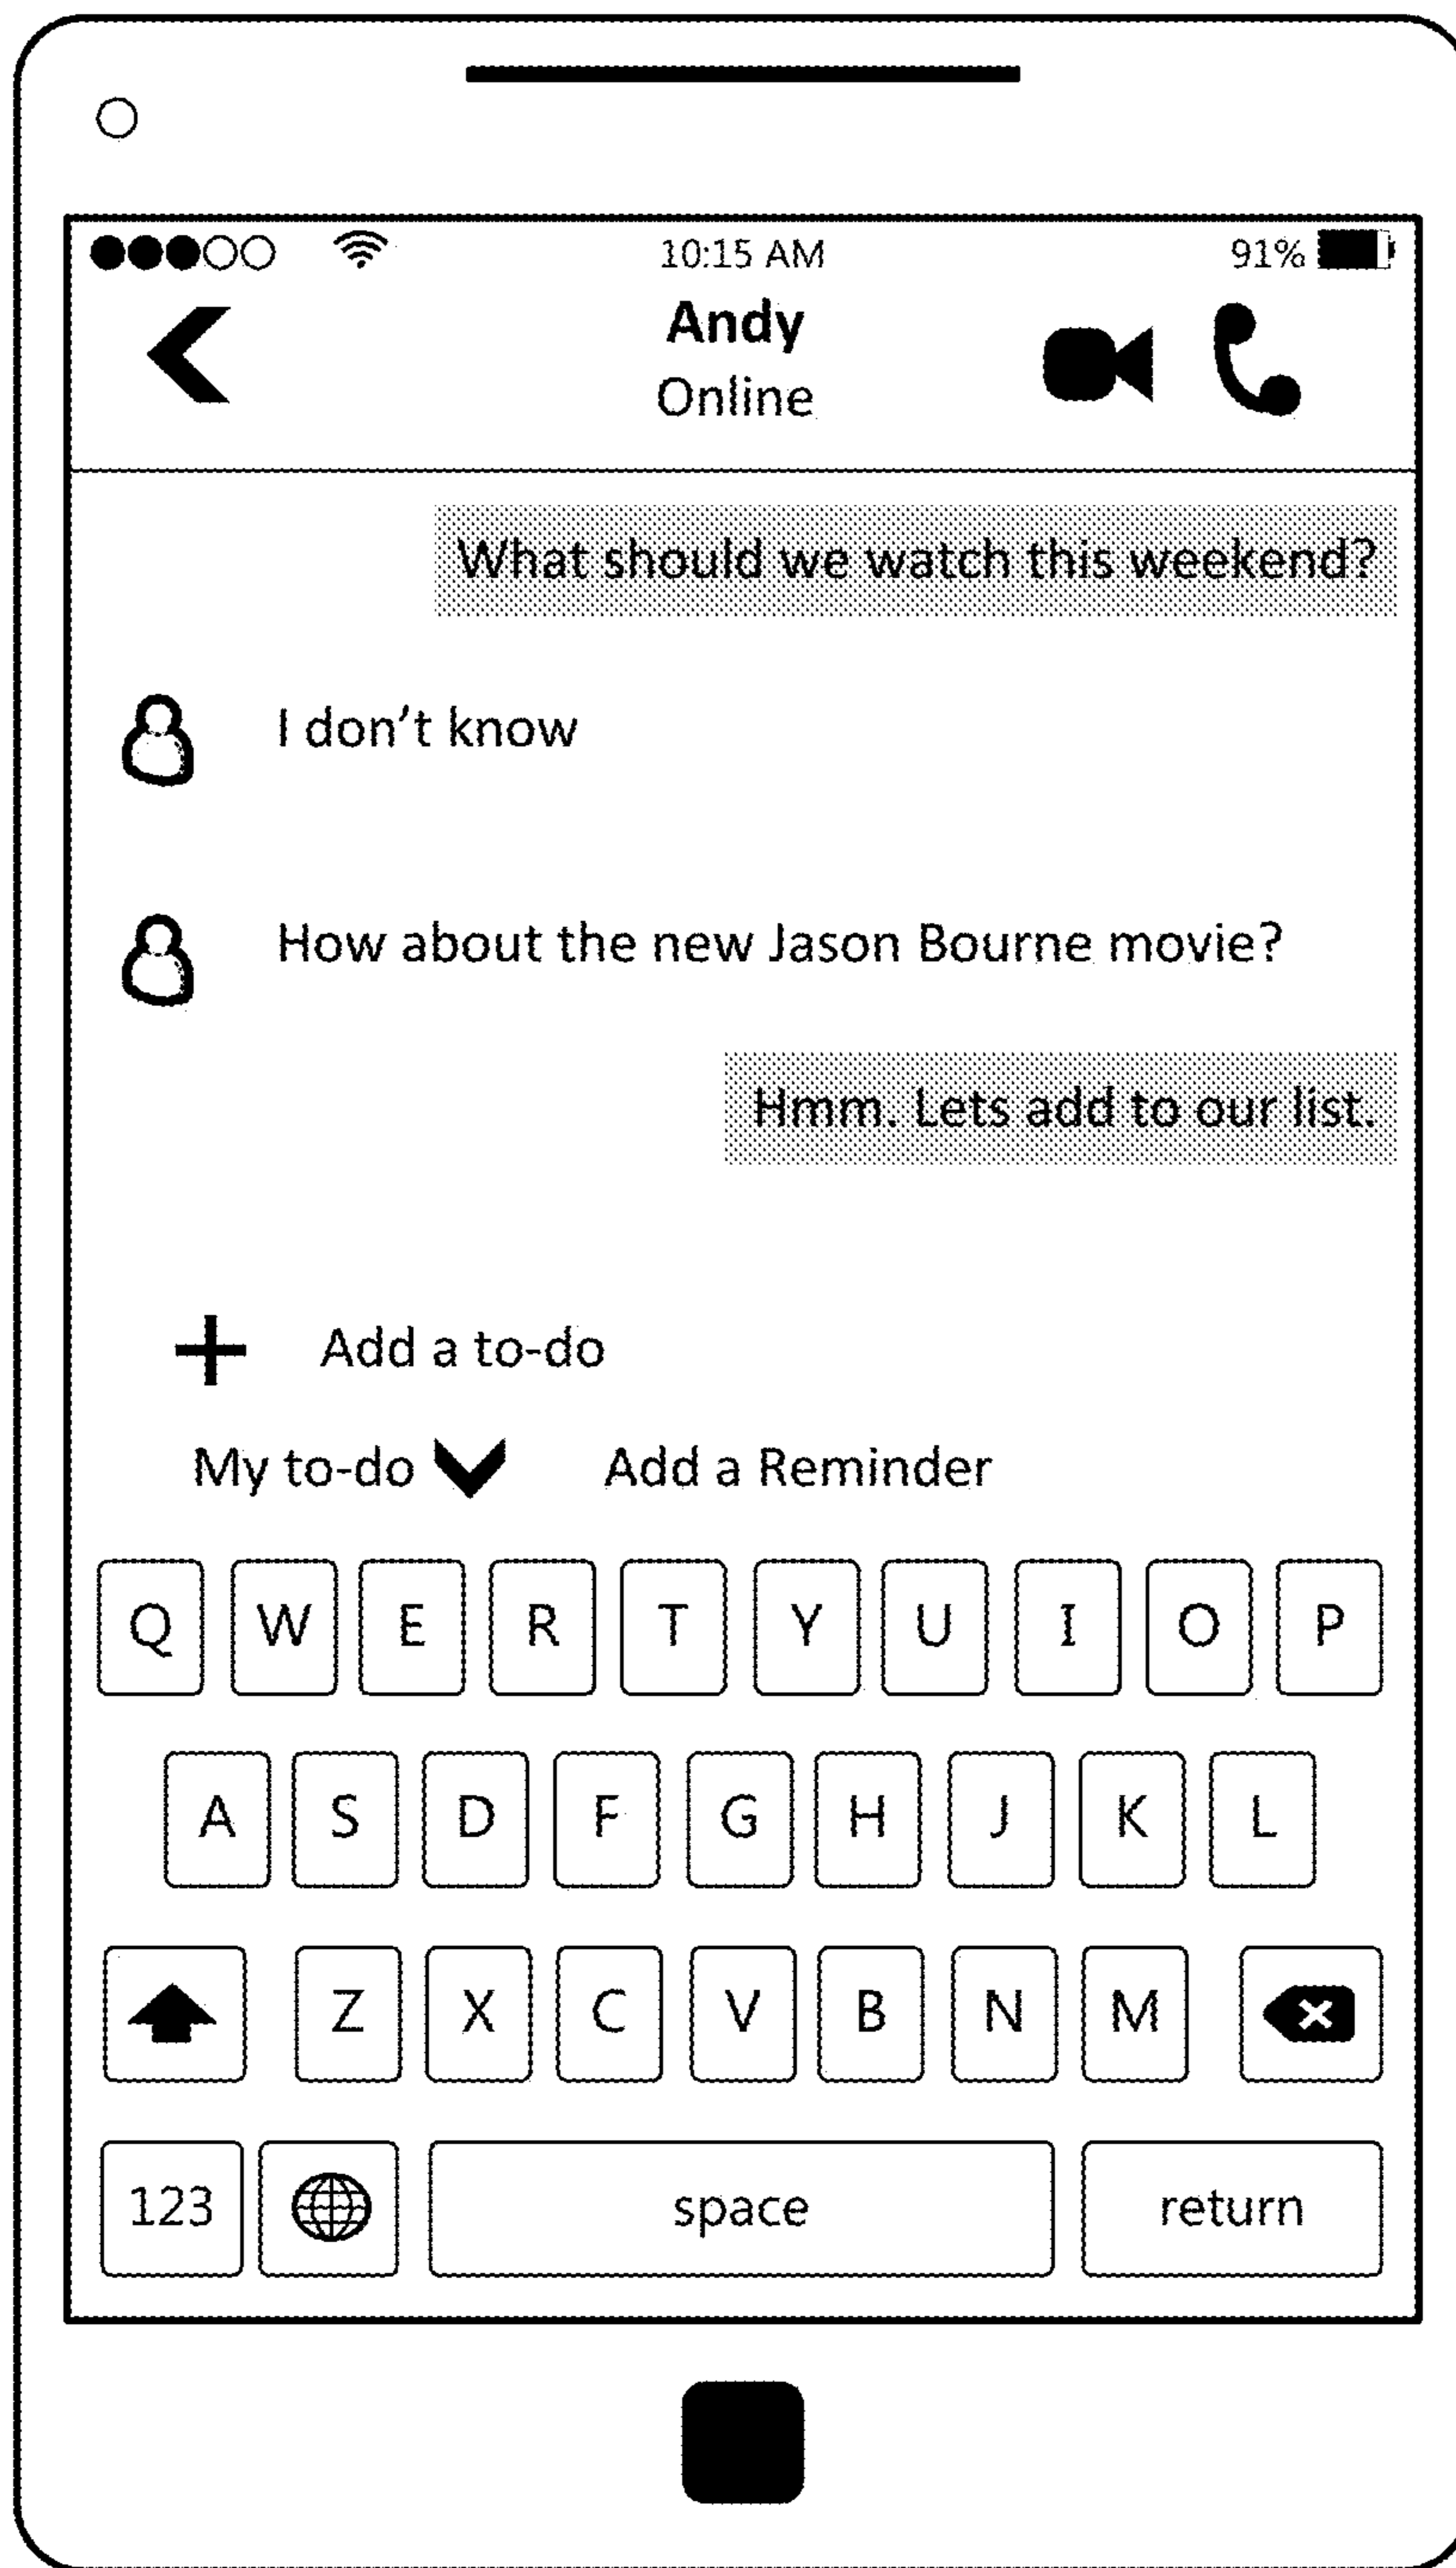 10:15 AM 91%
Andy
Online
What should we watch this weekend?
I don't know
How about the new Jason Bourne movie?
Hmm. Lets add to our list.
Add a to-do
My to-do Add a Reminder
Q W E R T Y U I O P
A S D F G H J K L
Z X C V B N M
123 space return